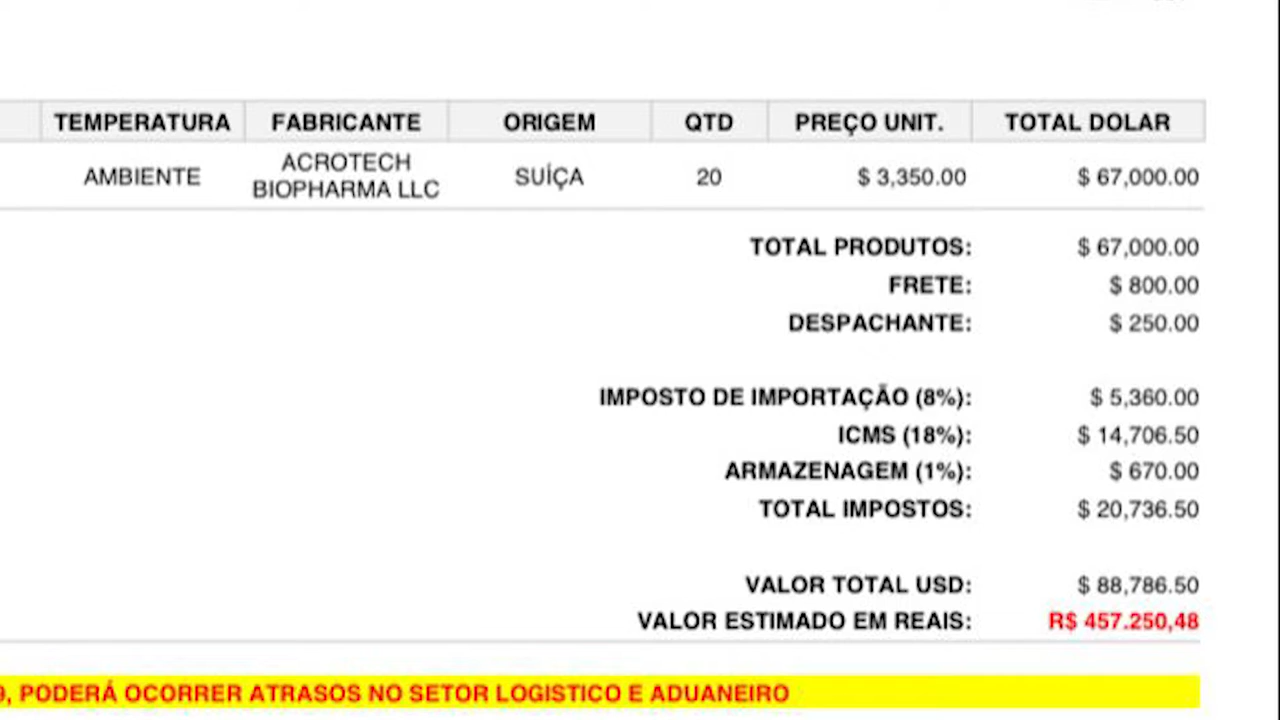 TEMPERATURA FABRICANTE ORIGEM QTD PREÇO UNIT. TOTAL DOLAR
AMBIENTE ACROTECH BIOPHARMA LLC SUÍÇA 20 $ 3,350.00 $ 67,000.00
TOTAL PRODUTOS: $ 67,000.00
FRETE: $ 800.00
DESPACHANTE: $ 250.00
IMPOSTO DE IMPORTAÇÃO (8%): $ 5,360.00
ICMS (18%): $ 14,706.50
ARMAZENAGEM (1%): $ 670.00
TOTAL IMPOSTOS: $ 20,736.50
VALOR TOTAL USD: $ 88,786.50
VALOR ESTIMADO EM REAIS: R$ 457.250,48
9, PODERÁ OCORRER ATRASOS NO SETOR LOGISTICO E ADUANEIRO